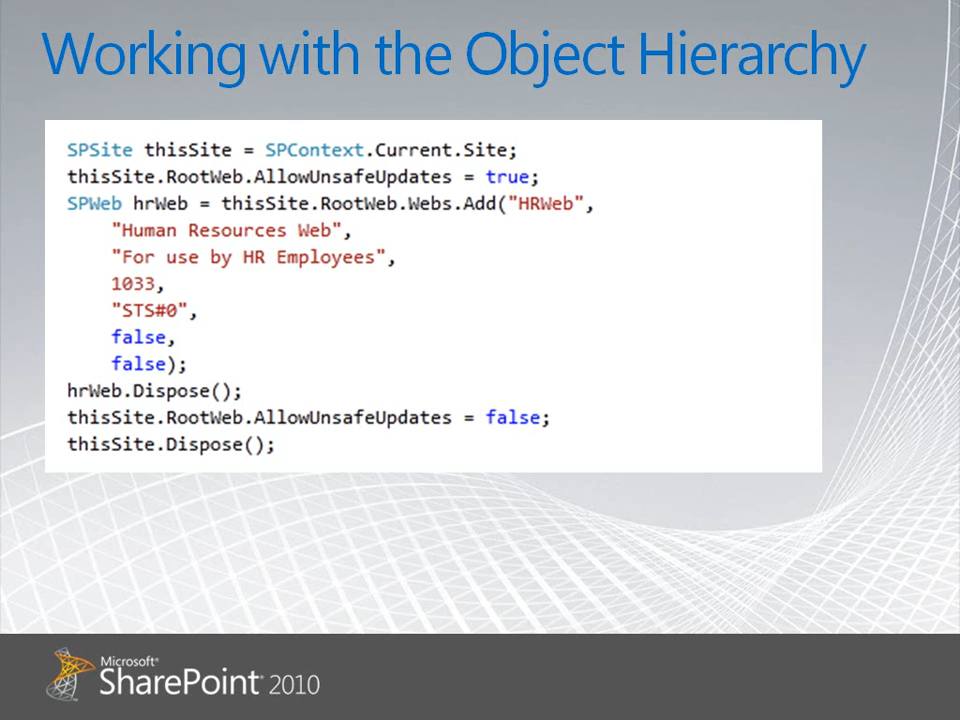 Working with the Object Hierarchy
SPSite thisSite = SPContext.Current.Site;
thisSite.RootWeb.AllowUnsafeUpdates = true;
SPWeb hrWeb = thisSite.RootWeb.Webs.Add("HRWeb",
    "Human Resources Web",
    "For use by HR Employees",
    1033,
    "STS#0",
    false,
    false);
hrWeb.Dispose();
thisSite.RootWeb.AllowUnsafeUpdates = false;
thisSite.Dispose();
Microsoft®
SharePoint® 2010